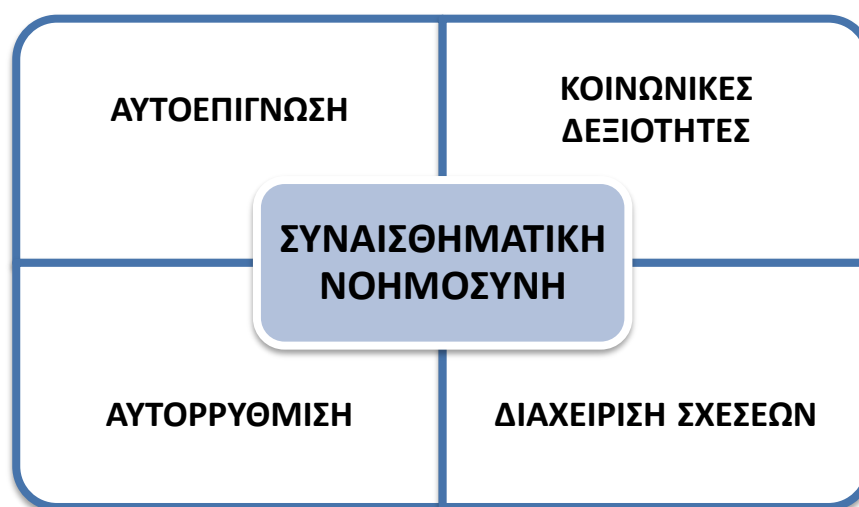 ΑΥΤΟΕΠΙΓΝΩΣΗ
ΚΟΙΝΩΝΙΚΕΣ
ΔΕΞΙΟΤΗΤΕΣ
ΣΥΝΑΙΣΘΗΜΑΤΙΚΗ
ΝΟΗΜΟΣΥΝΗ
ΑΥΤΟΡΡΥΘΜΙΣΗ
ΔΙΑΧΕΙΡΙΣΗ ΣΧΕΣΕΩΝ